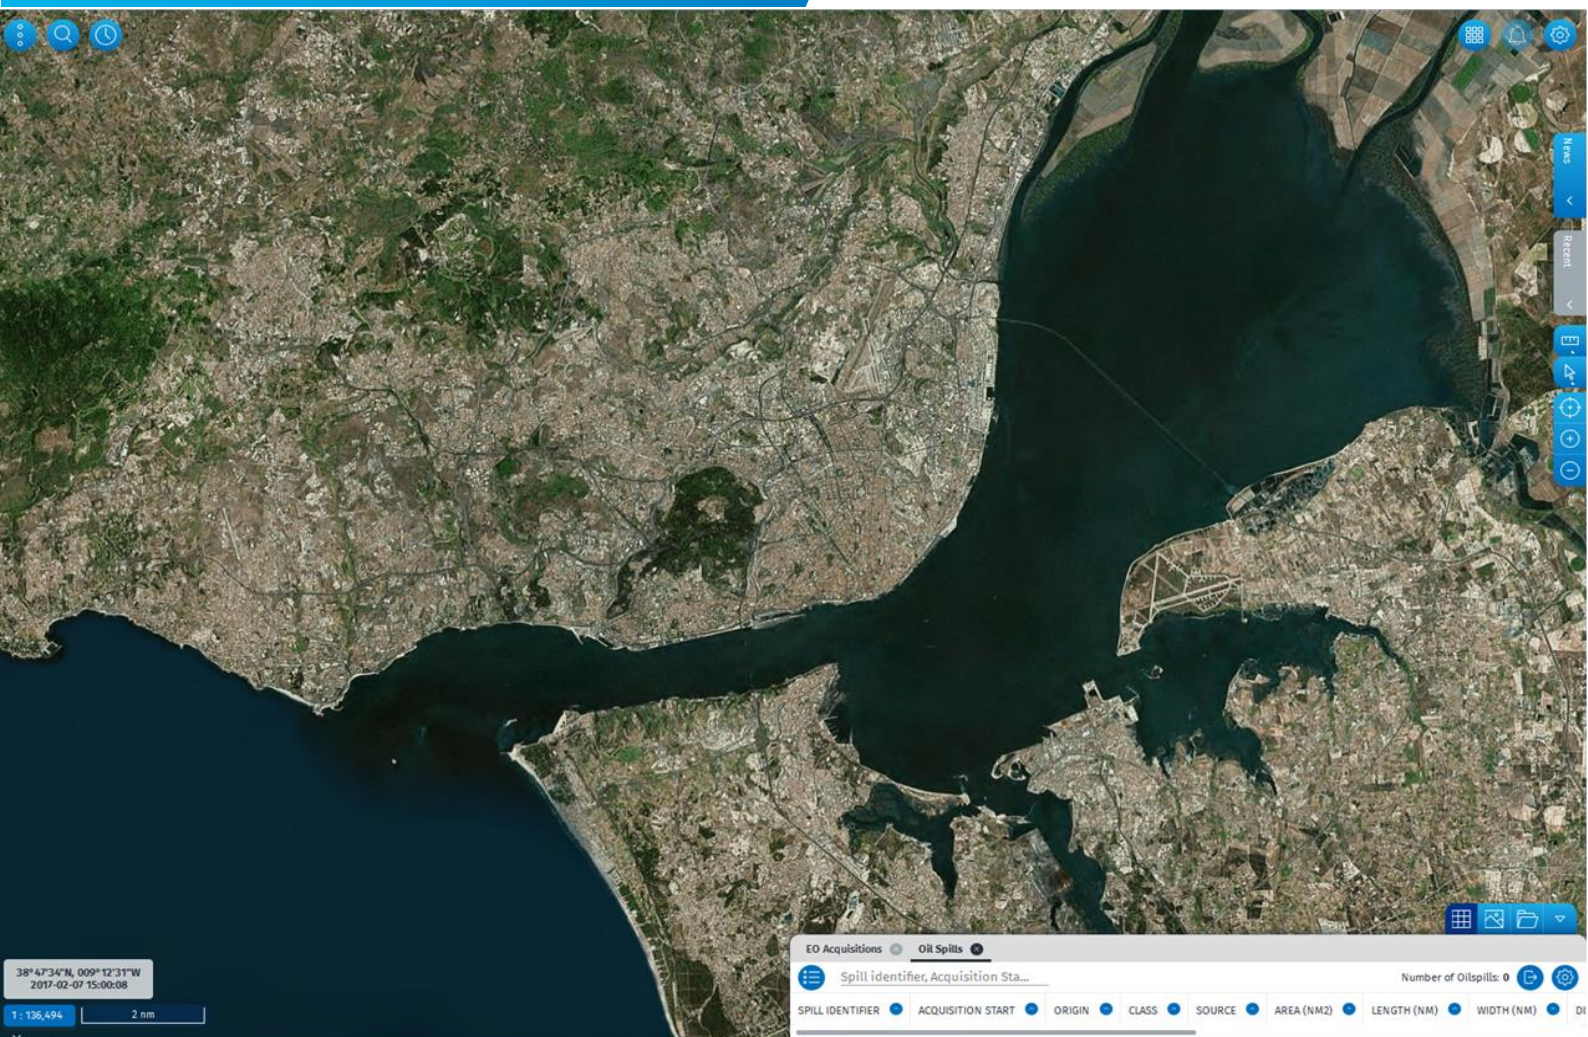 News
Recent
EO Acquisitions
Oil Spills
38°47'34"N, 009°12'31"W
2017-02-07 15:00:08
Spill identifier, Acquisition Sta...
Number of Oilspills: 0
1 : 136,494
2 nm
SPILL IDENTIFIER
ACQUISITION START
ORIGIN
CLASS
SOURCE
AREA (NM2)
LENGTH (NM)
WIDTH (NM)